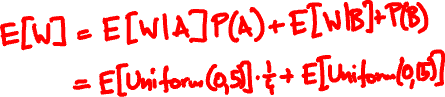 E[W] = E[W|A]P(A) + E[W|B]+P(B)
= E[Uniform(0,5)]·¼ + E[Uniform(0,15)]